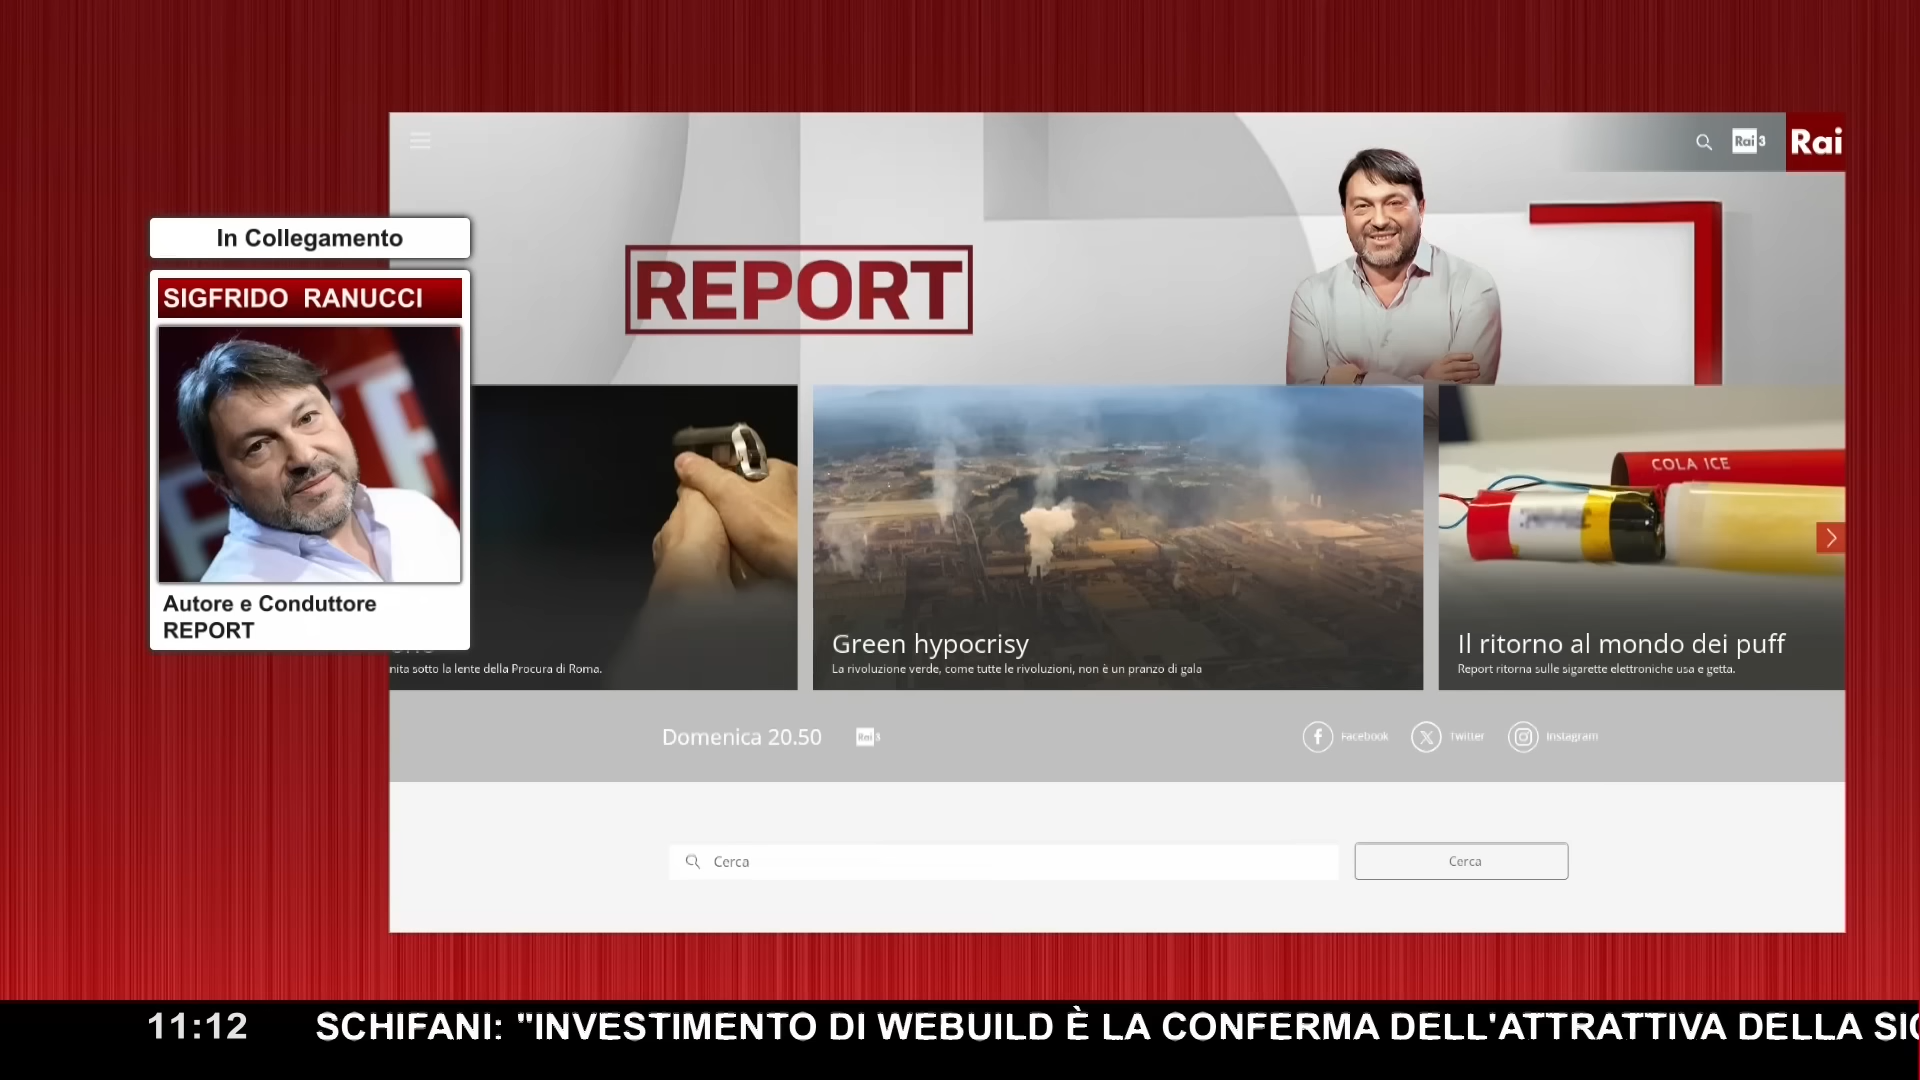 In Collegamento
SIGFRIDO RANUCCI
Autore e Conduttore
REPORT
Rai 3
Rai
REPORT
COLA ICE
nita sotto la lente della Procura di Roma.
Green hypocrisy
La rivoluzione verde, come tutte le rivoluzioni, non è un pranzo di gala
Il ritorno al mondo dei puff
Report ritorna sulle sigarette elettroniche usa e getta.
Domenica 20.50
Rai 3
Facebook
Twitter
Instagram
Cerca
Cerca
11:12
SCHIFANI: "INVESTIMENTO DI WEBUILD È LA CONFERMA DELL'ATTRATTIVA DELLA SIC